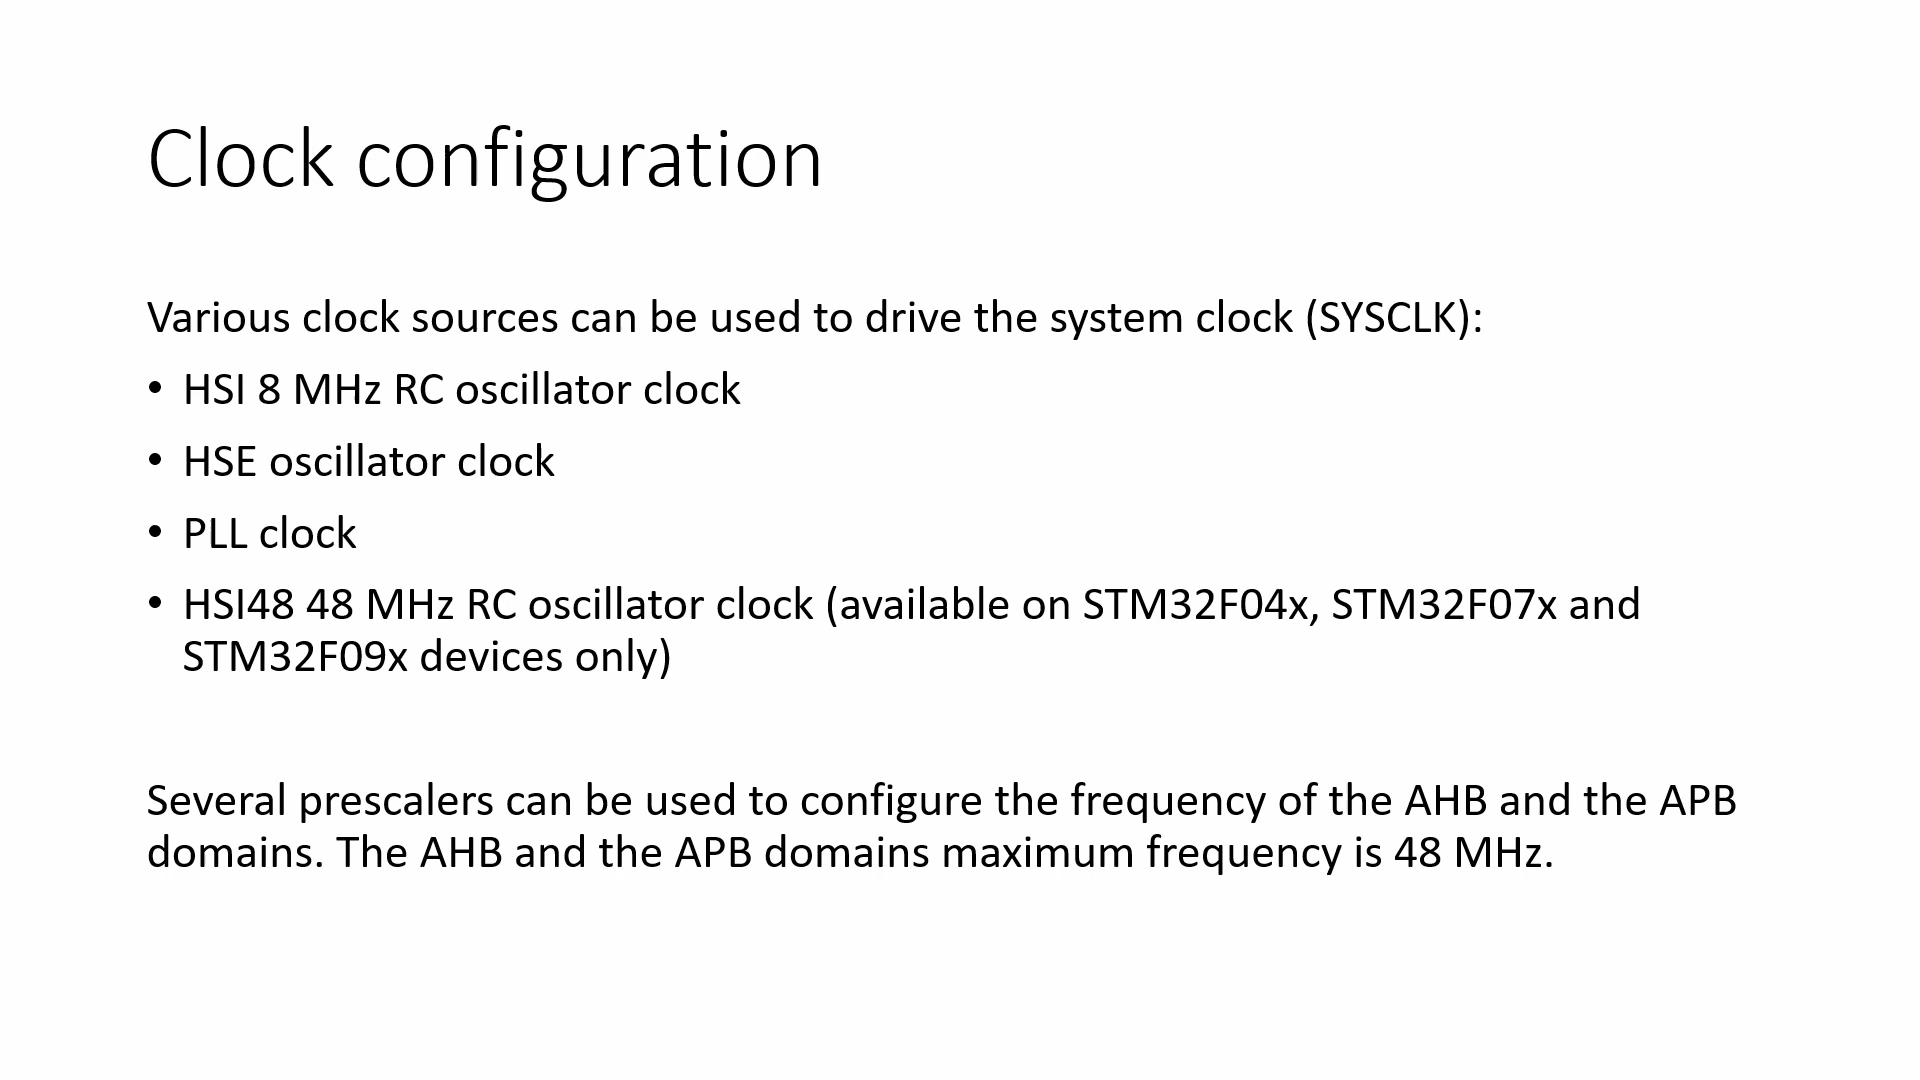 Clock configuration
Various clock sources can be used to drive the system clock (SYSCLK):
• HSI 8 MHz RC oscillator clock
• HSE oscillator clock
• PLL clock
• HSI48 48 MHz RC oscillator clock (available on STM32F04x, STM32F07x and
STM32F09x devices only)
Several prescalers can be used to configure the frequency of the AHB and the APB
domains. The AHB and the APB domains maximum frequency is 48 MHz.